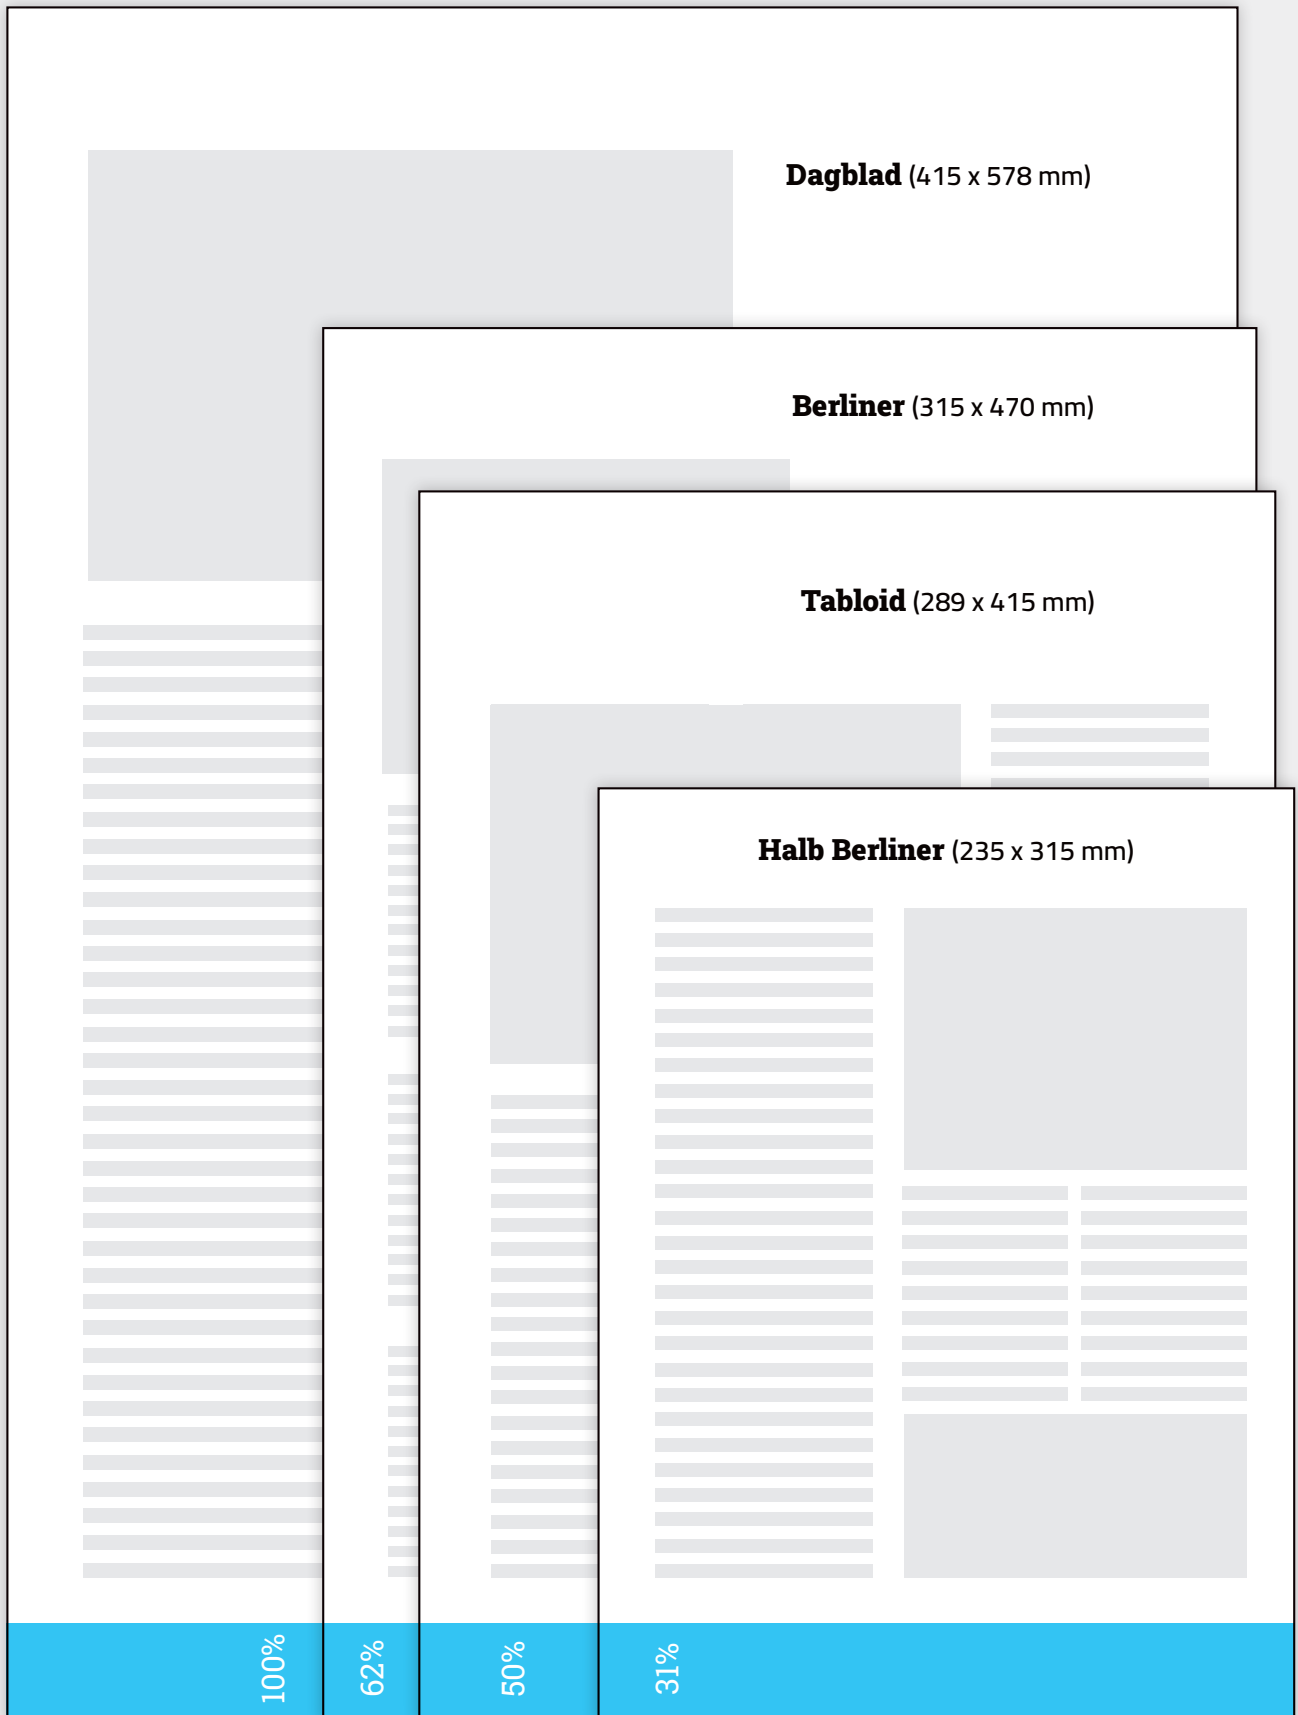 Dagblad (415 x 578 mm)
Berliner (315 x 470 mm)
Tabloid (289 x 415 mm)
Halb Berliner (235 x 315 mm)
100%
62%
50%
31%